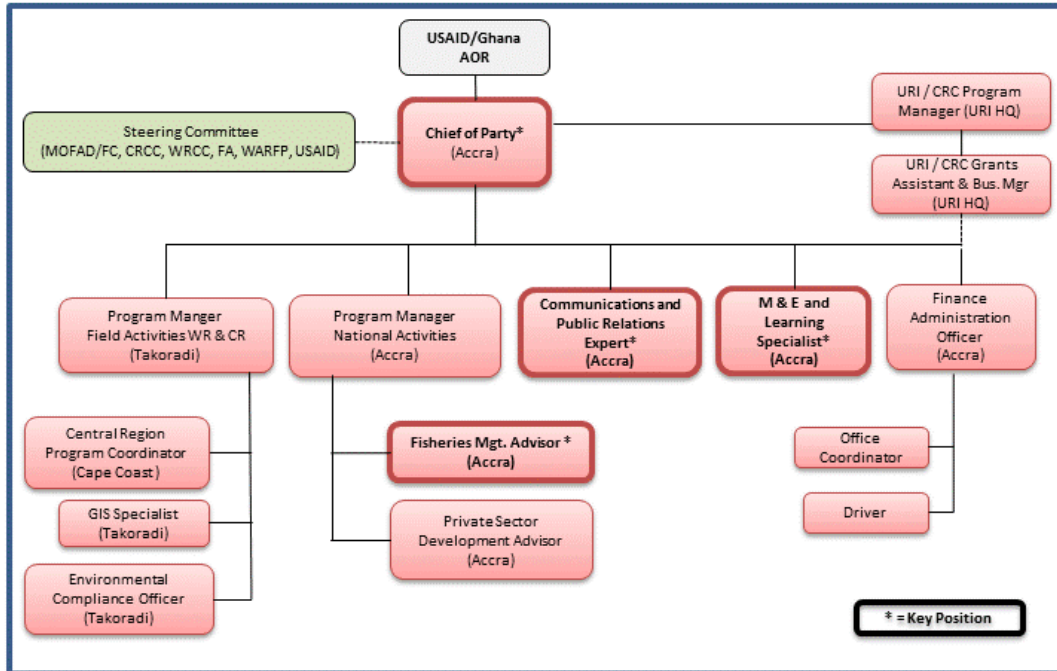 USAID/Ghana
AOR
Chief of Party*
(Accra)
URI / CRC Program
Manager (URI HQ)
Steering Committee
(MOFAD/FC, CRCC, WRCC, FA, WARFP, USAID)
URI / CRC Grants
Assistant & Bus. Mgr
(URI HQ)
Program Manger
Field Activities WR & CR
(Takoradi)
Program Manager
National Activities
(Accra)
Communications and
Public Relations
Expert*
(Accra)
M & E and
Learning
Specialist*
(Accra)
Finance
Administration
Officer
(Accra)
Central Region
Program Coordinator
(Cape Coast)
GIS Specialist
(Takoradi)
Environmental
Compliance Officer
(Takoradi)
Fisheries Mgt. Advisor *
(Accra)
Private Sector
Development Advisor
(Accra)
Office
Coordinator
Driver
* = Key Position